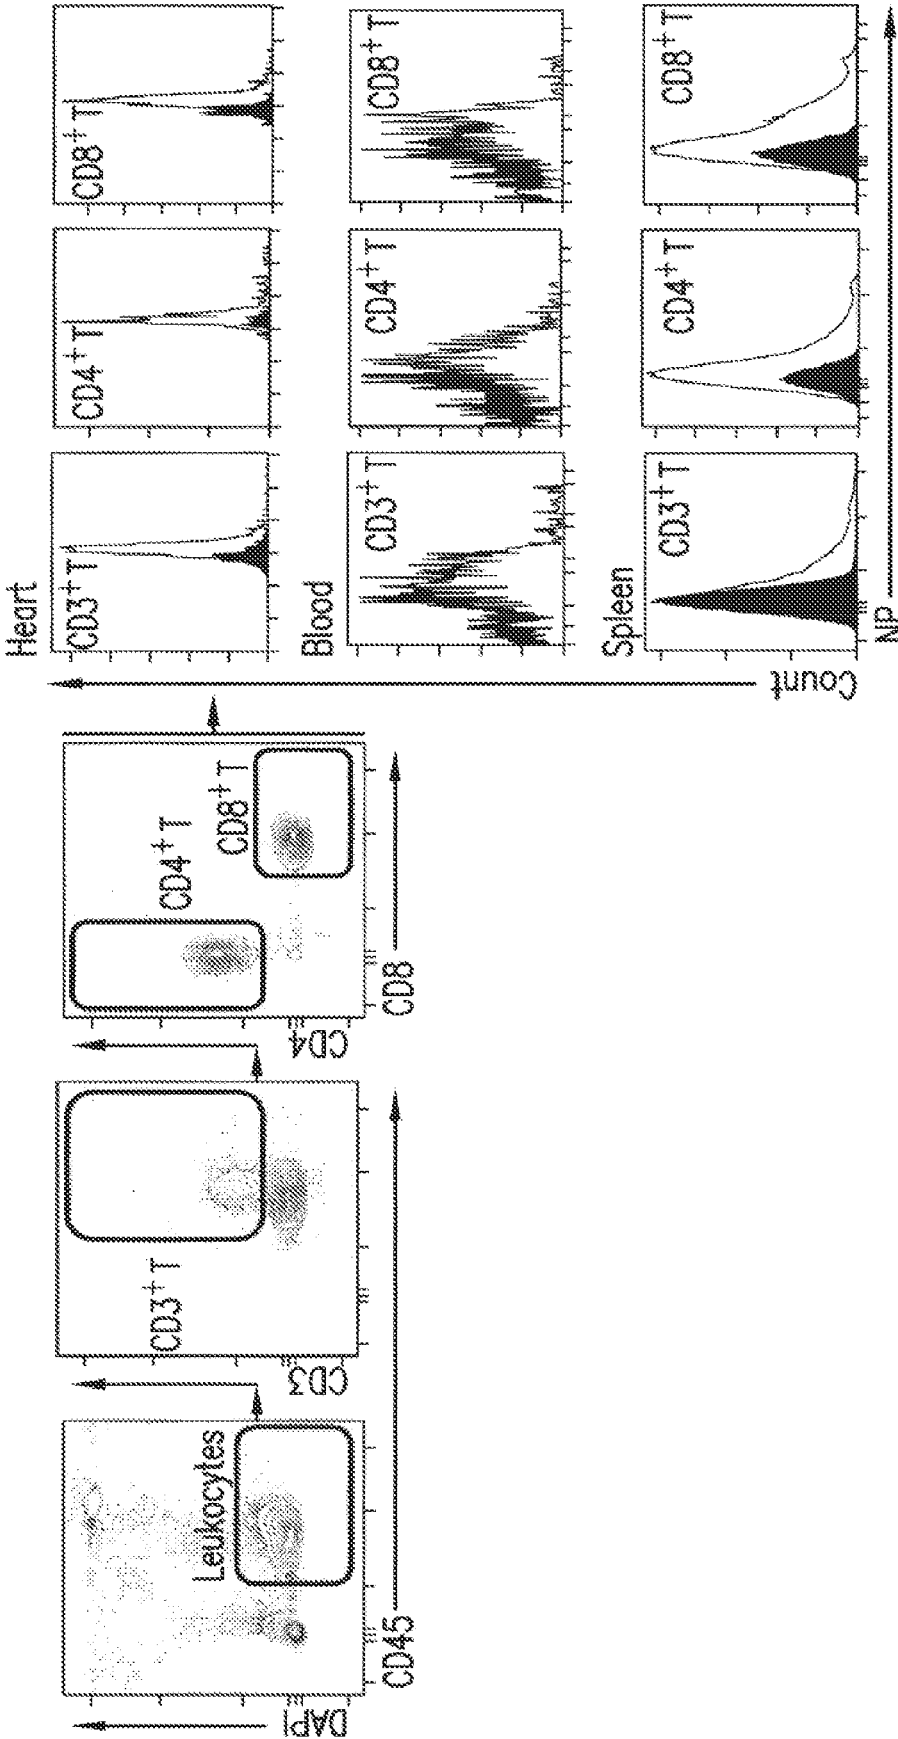 DAPI
Leukocytes
CD45
CD3
CD3+T
CD4
CD4+T
CD8+T
CD8
Count
Heart
CD3+T
CD4+T
CD8+T
Blood
CD3+T
CD4+T
CD8+T
Spleen
CD3+T
CD4+T
CD8+T
NP